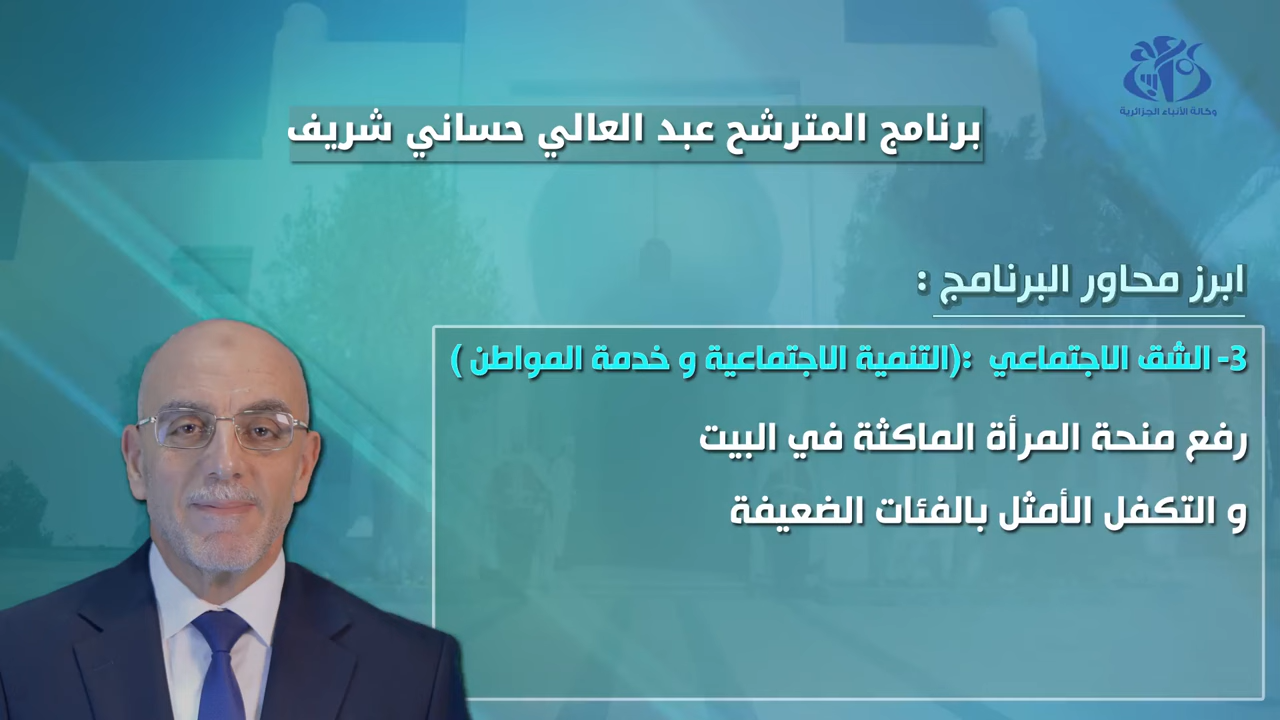 وكالة الأنباء الجزائرية
برنامج المترشح عبد العالي حساني شريف
ابرز محاور البرنامج :
3- الشق الاجتماعي :(التنمية الاجتماعية و خدمة المواطن )
رفع منحة المرأة الماكثة في البيت
و التكفل الأمثل بالفئات الضعيفة